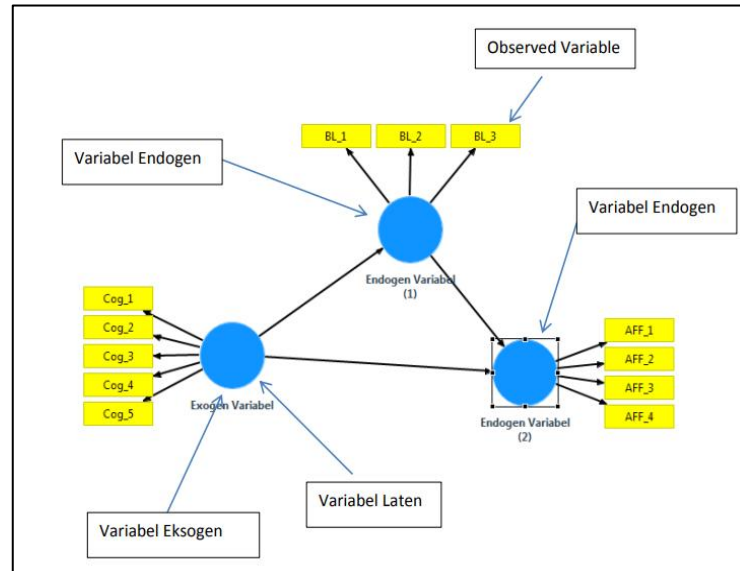 Observed Variable
BL_1
BL_2
BL_3
Variabel Endogen
Variabel Endogen
Endogen Variabel
(1)
Cog_1
Cog_2
Cog_3
Cog_4
Cog_5
AFF_1
AFF_2
AFF_3
AFF_4
Exogen Variabel
Endogen Variabel
(2)
Variabel Laten
Variabel Eksogen